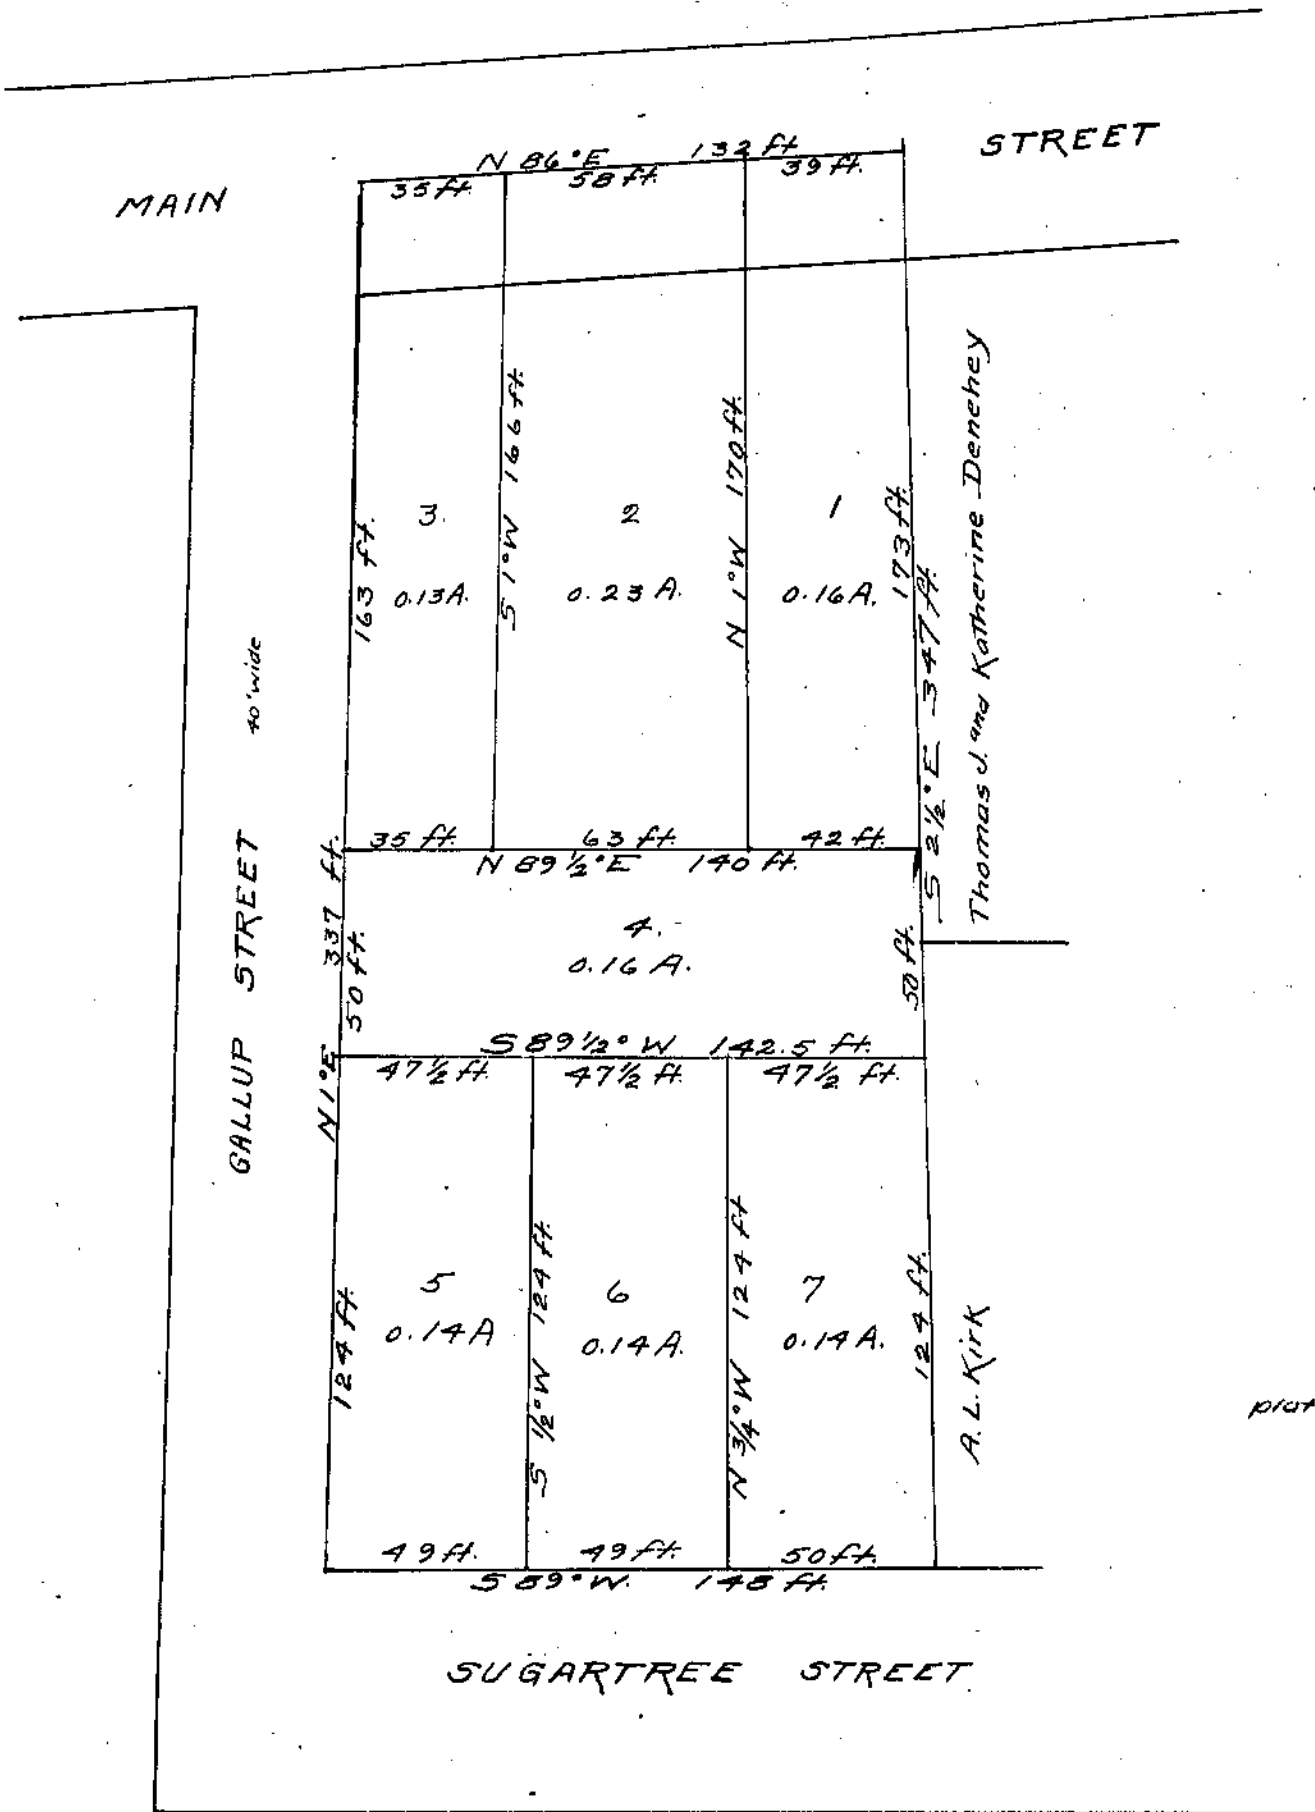 STREET
MAIN
N 86°E 132 ft.
35 ft. 58 ft. 39 ft.
163 ft.
S 1°W 166 ft.
N 1°W 170 ft.
173 ft.
S 2½°E 347 ft.
Thomas J. and Katherine Denehey
3.
0.13A.
2
0.23 A.
1
0.16A.
40' wide
GALLUP STREET
N 1°E 337 ft.
35 ft. 63 ft. 42 ft.
N 89½°E 140 ft.
50 ft.
4.
0.16 A.
50 ft.
S 89½° W 142.5 ft.
47½ ft. 47½ ft. 47½ ft.
124 ft.
5
0.14A
S ½°W 124 ft.
6
0.14A.
N ¾°W 124 ft
7
0.14A.
124 ft.
A. L. Kirk
plat
49 ft. 49 ft. 50 ft.
S 89° W. 148 ft.
SUGARTREE STREET